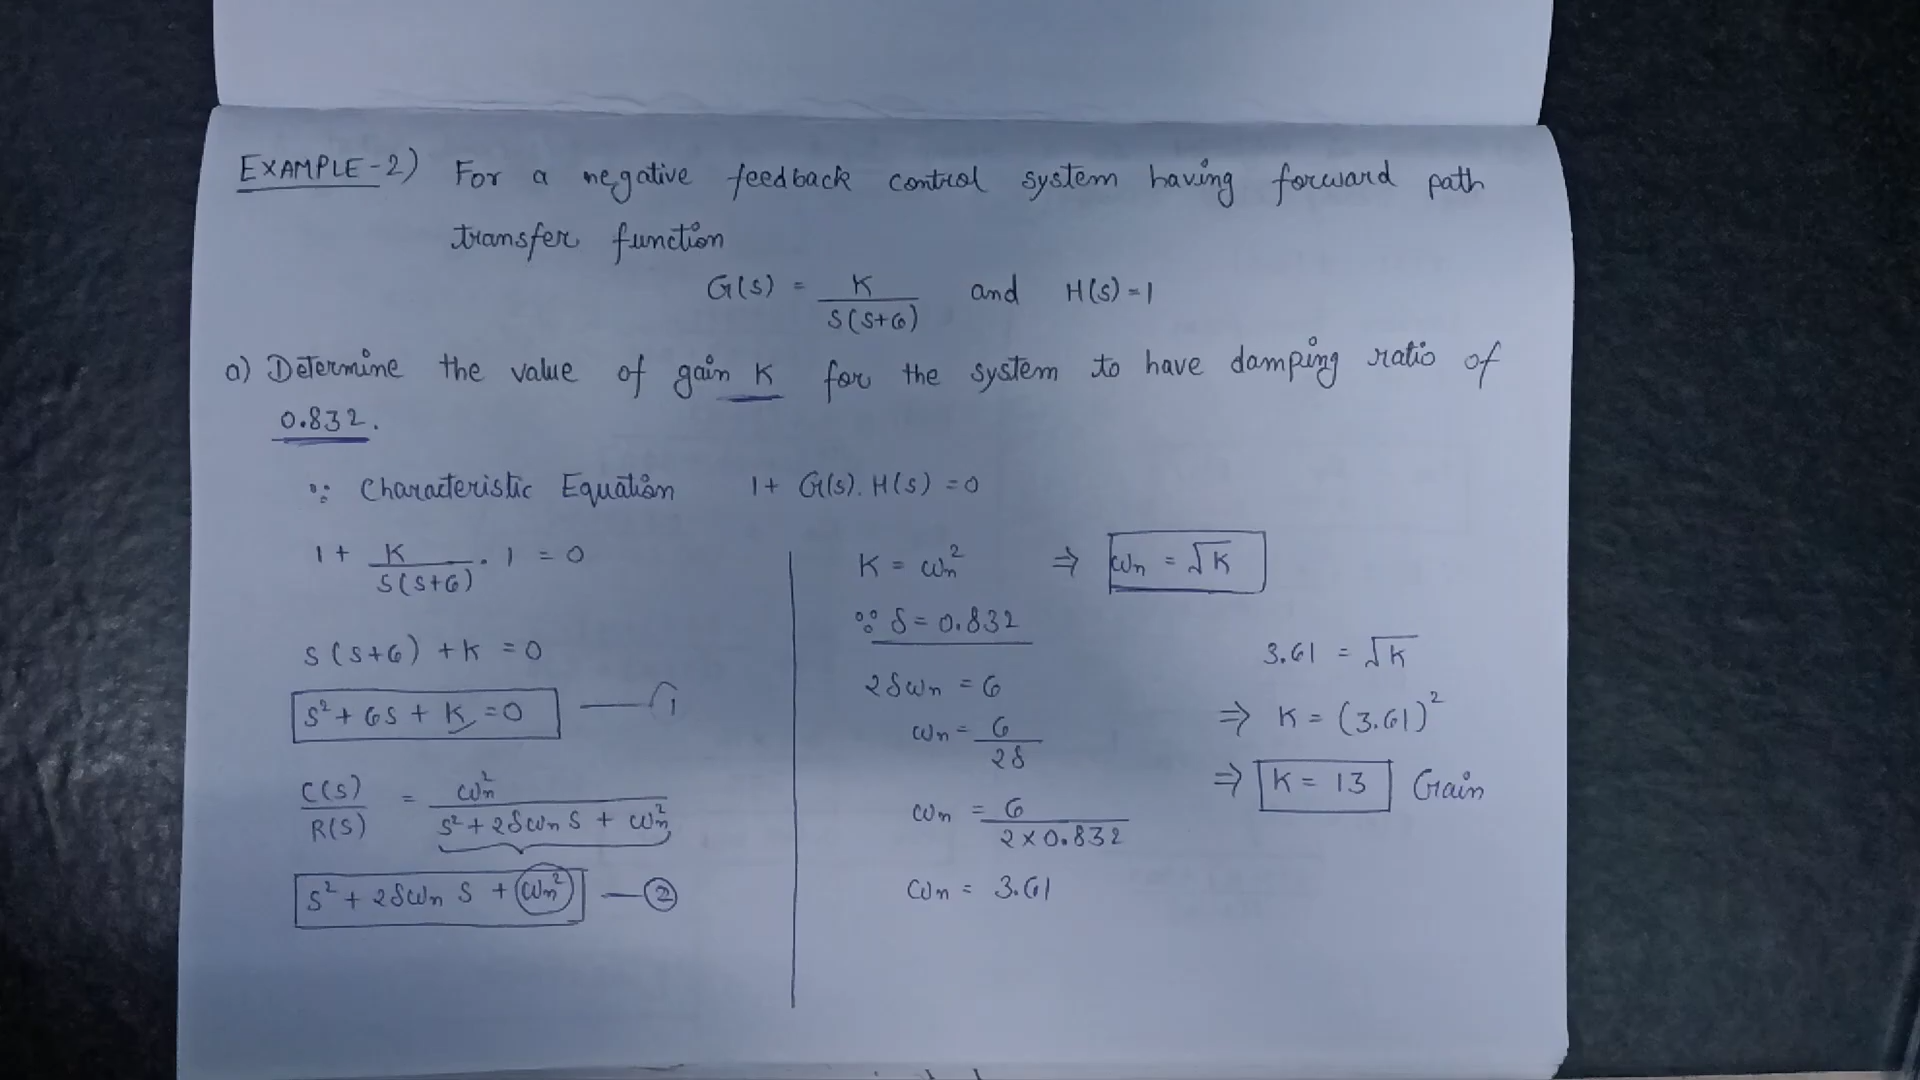 EXAMPLE-2) For a negative feedback control system having forward path
transfer function
G(s) = K / s(s+6) and H(s)=1
a) Determine the value of gain K for the system to have damping ratio of
0.832.
∵ Characteristic Equation 1+ G(s). H(s) = 0
1 + K / s(s+6) . 1 = 0
s(s+6) + K = 0
s² + 6s + K = 0 — 1
C(s) / R(s) = ωn² / s² + 2δωn s + ωn²
s² + 2δωn s + ωn² — 2
K = ωn² ⇒ ωn = √K
∵ δ = 0.832
2δωn = 6
ωn = 6 / 2δ
ωn = 6 / 2 × 0.832
ωn = 3.61
3.61 = √K
⇒ K = (3.61)²
⇒ K = 13 Gain